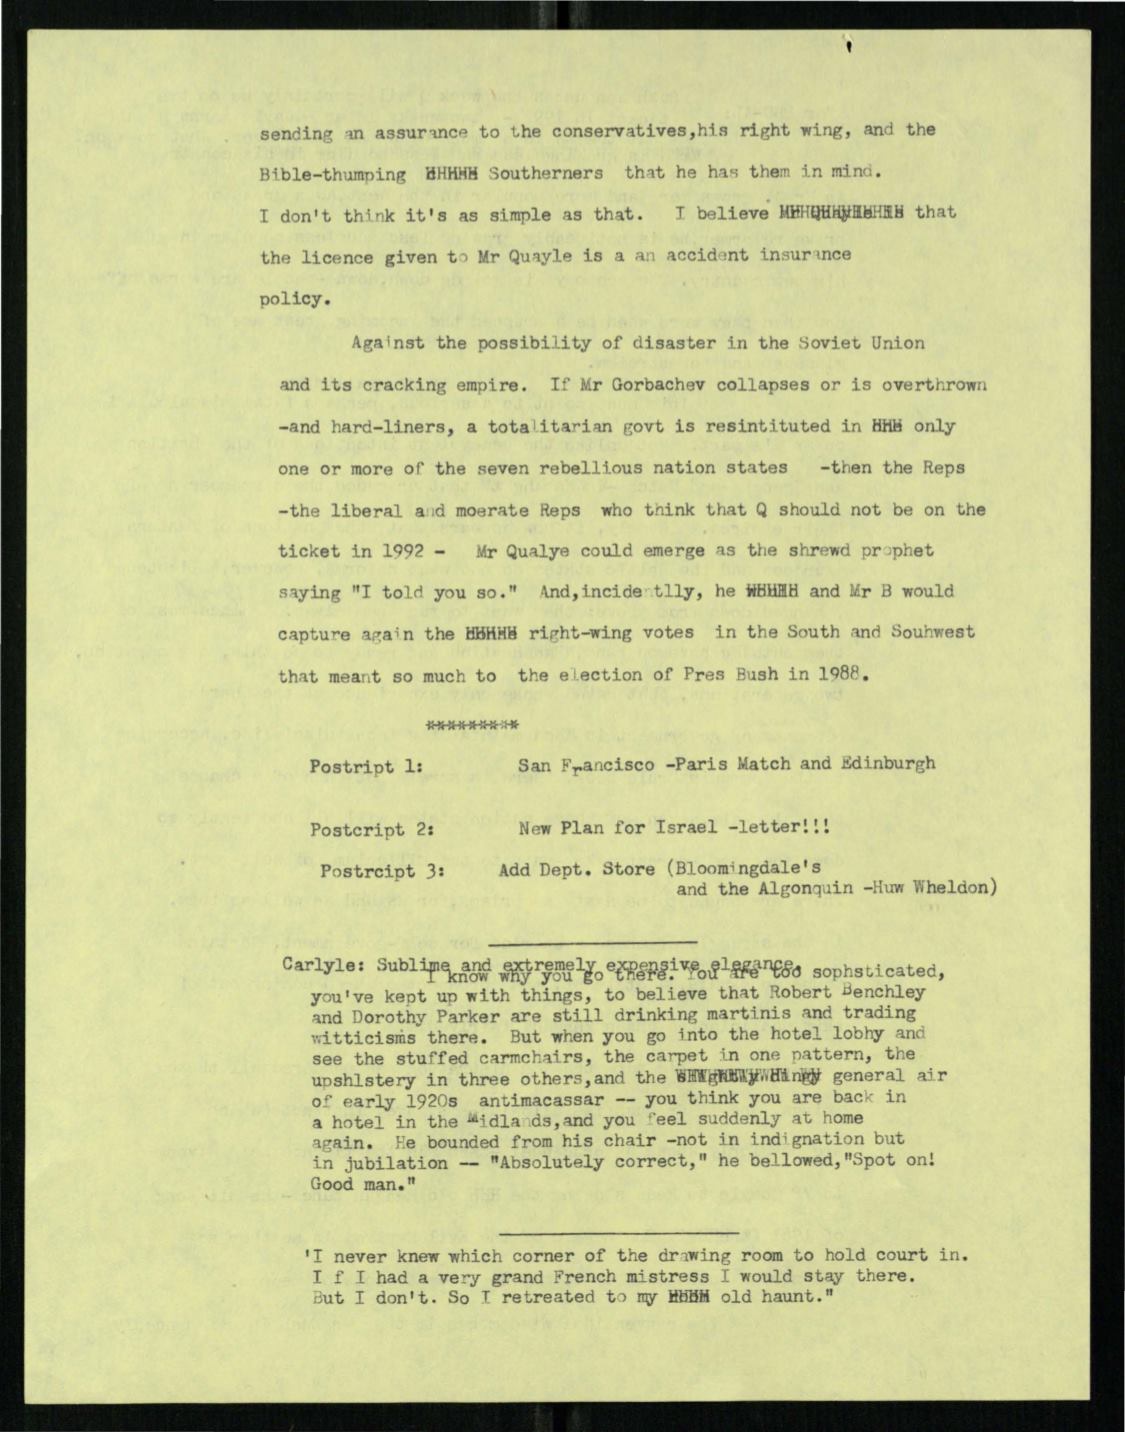 sending an assurance to the conservatives,his right wing, and the
Bible-thumping Southerners that he has them in mind.
I don't think it's as simple as that. I believe that
the licence given to Mr Quayle is a an accident insurance
policy.
Against the possibility of disaster in the Soviet Union
and its cracking empire. If Mr Gorbachev collapses or is overthrown
-and hard-liners, a totalitarian govt is resintituted in only
one or more of the seven rebellious nation states -then the Reps
-the liberal and moerate Reps who think that Q should not be on the
ticket in 1992 - Mr Qualye could emerge as the shrewd prophet
saying "I told you so." And,incidentlly, he and Mr B would
capture again the right-wing votes in the South and Souhwest
that meant so much to the election of Pres Bush in 1988.
*********
Postript 1: San Francisco -Paris Match and Edinburgh
Postcript 2: New Plan for Israel -letter!!!
Postrcipt 3: Add Dept. Store (Bloomingdale's
and the Algonquin -Huw Wheldon)
Carlyle: Sublime and extremely expensive elegance.
I know why you go there. You are too sophsticated,
you've kept up with things, to believe that Robert Benchley
and Dorothy Parker are still drinking martinis and trading
witticisms there. But when you go into the hotel lobhy and
see the stuffed carmchairs, the carpet in one pattern, the
upshlstery in three others,and the general air
of early 1920s antimacassar -- you think you are back in
a hotel in the Midlands,and you feel suddenly at home
again. He bounded from his chair -not in indignation but
in jubilation -- "Absolutely correct," he bellowed,"Spot on!
Good man."
'I never knew which corner of the drawing room to hold court in.
I f I had a very grand French mistress I would stay there.
But I don't. So I retreated to my old haunt."